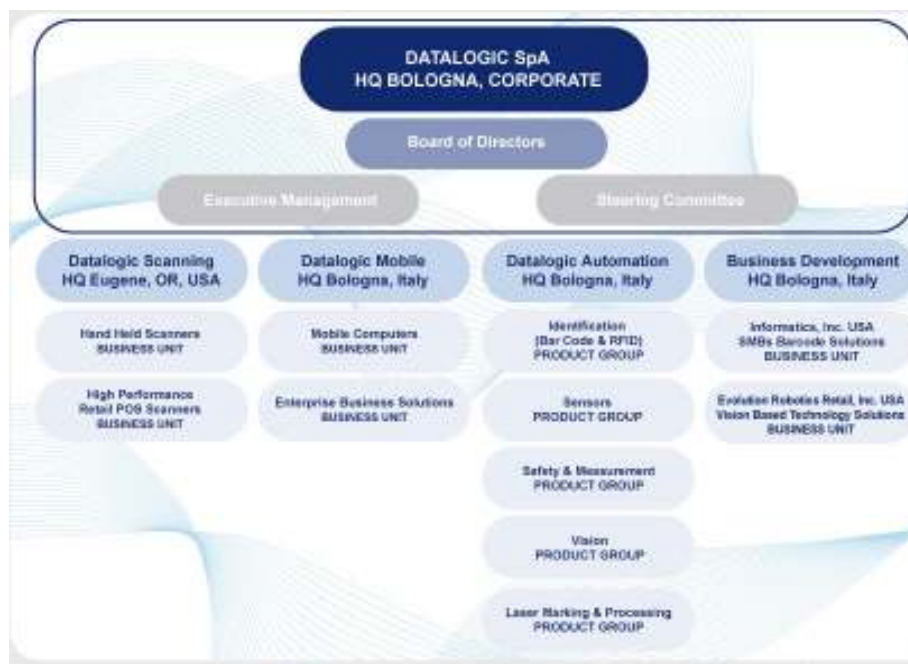 DATALOGIC SpA
HQ BOLOGNA, CORPORATE
Board of Directors
Executive Management
Steering Committee
Datalogic Scanning
HQ Eugene, OR, USA
Hand Held Scanners
BUSINESS UNIT
High Performance
Retail POS Scanners
BUSINESS UNIT
Datalogic Mobile
HQ Bologna, Italy
Mobile Computers
BUSINESS UNIT
Enterprise Business Solutions
BUSINESS UNIT
Datalogic Automation
HQ Bologna, Italy
Identification
(Bar Code & RFID)
PRODUCT GROUP
Sensors
PRODUCT GROUP
Safety & Measurement
PRODUCT GROUP
Vision
PRODUCT GROUP
Laser Marking & Processing
PRODUCT GROUP
Business Development
HQ Bologna, Italy
Informatics, Inc. USA
SMBs Barcode Solutions
BUSINESS UNIT
Evolution Robotics Retail, Inc. USA
Vision Based Technology Solutions
BUSINESS UNIT